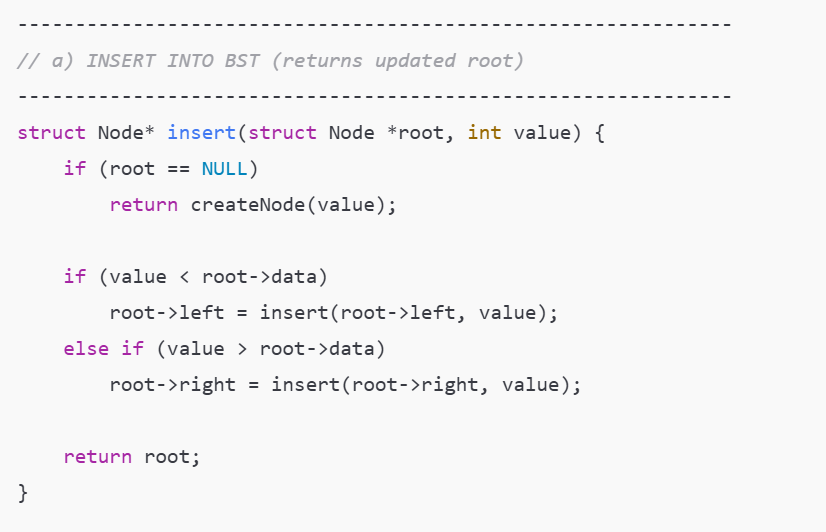 --------------------------------------------------------------
// a) INSERT INTO BST (returns updated root)
--------------------------------------------------------------
struct Node* insert(struct Node *root, int value) {
    if (root == NULL)
        return createNode(value);

    if (value < root->data)
        root->left = insert(root->left, value);
    else if (value > root->data)
        root->right = insert(root->right, value);

    return root;
}